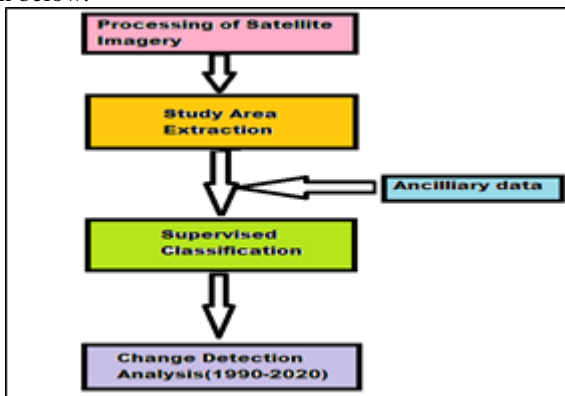 Processing of Satellite
Imagery
Study Area
Extraction
Ancilliary data
Supervised
Classification
Change Detection
Analysis(1990-2020)